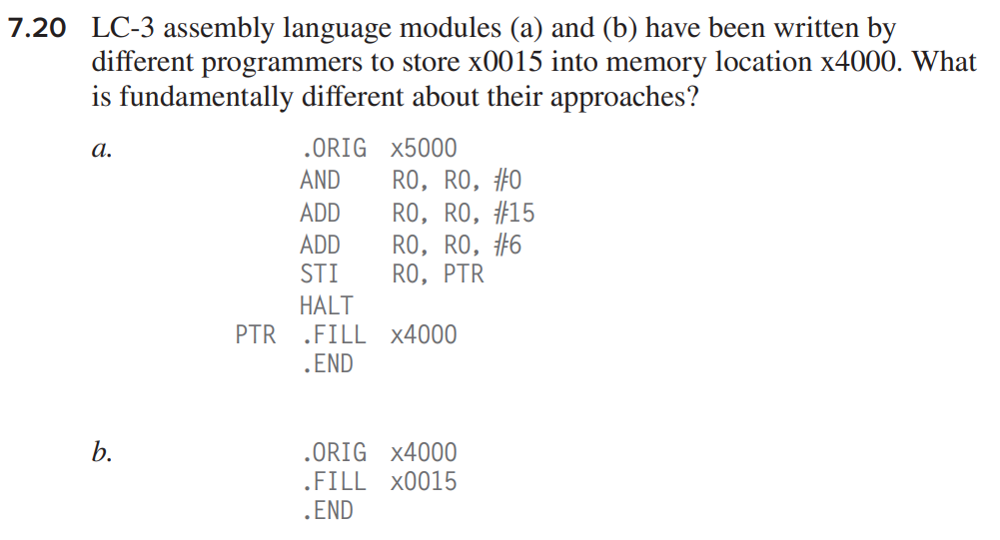 7.20 LC-3 assembly language modules (a) and (b) have been written by
different programmers to store x0015 into memory location x4000. What
is fundamentally different about their approaches?
a. .ORIG x5000
AND R0, R0, #0
ADD R0, R0, #15
ADD R0, R0, #6
STI R0, PTR
HALT
PTR .FILL x4000
.END
b. .ORIG x4000
.FILL x0015
.END